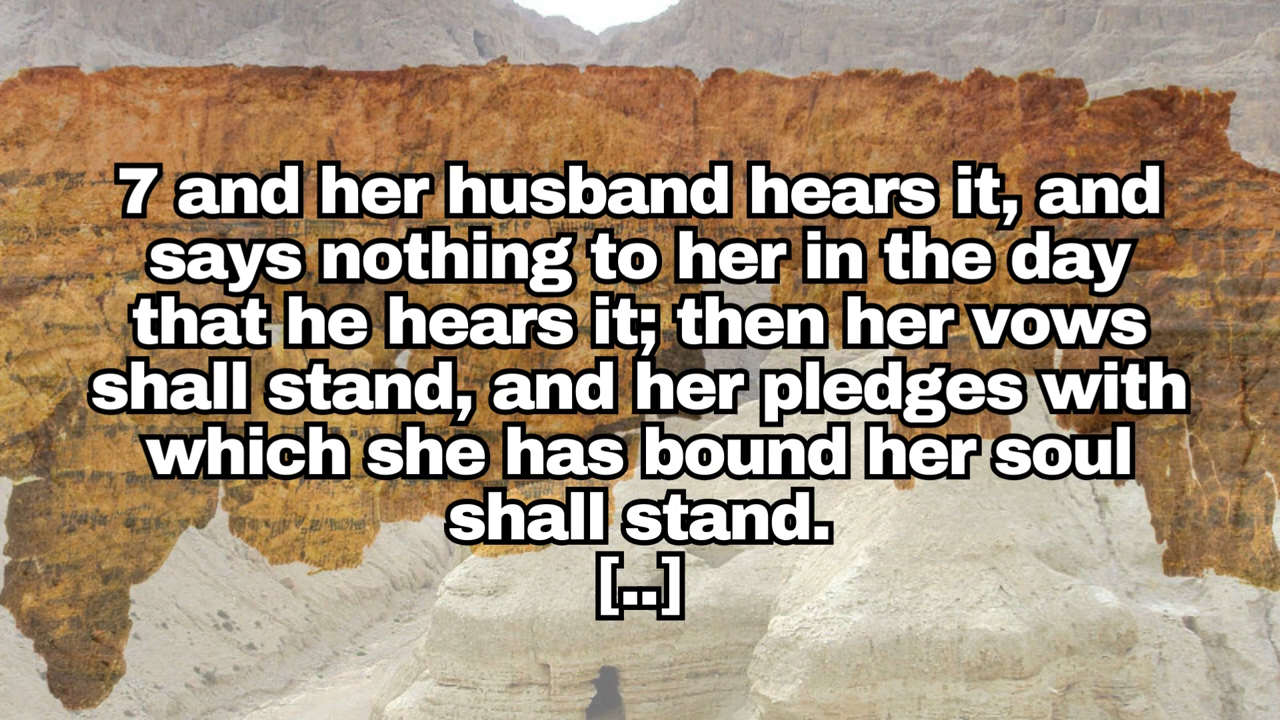 7 and her husband hears it, and
says nothing to her in the day
that he hears it; then her vows
shall stand, and her pledges with
which she has bound her soul
shall stand.
[..]